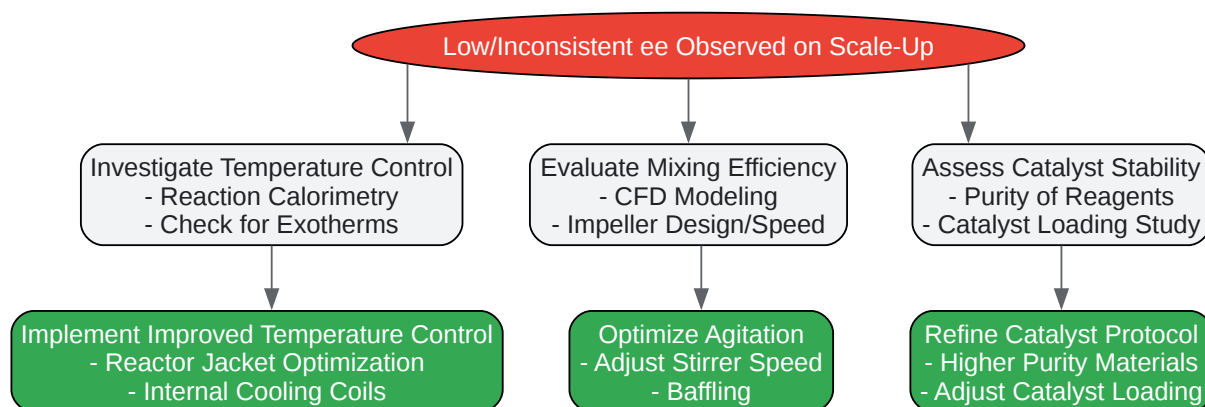 Low/Inconsistent ee Observed on Scale-Up
Investigate Temperature Control
- Reaction Calorimetry
- Check for Exotherms
Evaluate Mixing Efficiency
- CFD Modeling
- Impeller Design/Speed
Assess Catalyst Stability
- Purity of Reagents
- Catalyst Loading Study
Implement Improved Temperature Control
- Reactor Jacket Optimization
- Internal Cooling Coils
Optimize Agitation
- Adjust Stirrer Speed
- Baffling
Refine Catalyst Protocol
- Higher Purity Materials
- Adjust Catalyst Loading